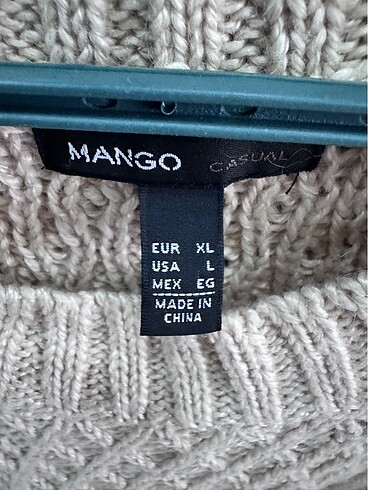 MANGO CASUAL
EUR XL
USA L
MEX EG
MADE IN
CHINA